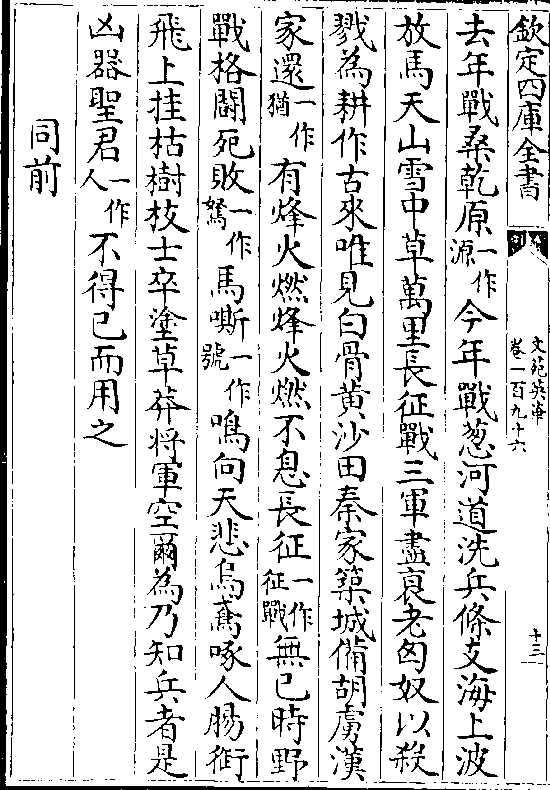 欽定四庫全書
文苑英華
卷一百九十六
十三
去年戰桑乾原一作源今年戰葱河道洗兵條支海上波
放馬天山雪中草萬里長征戰三軍盡衰老匈奴以殺
戮為耕作古來唯見白骨黄沙田秦家築城備胡虜漢
家還一作猶有烽火燃烽火燃不息長征一作征戰無已時野
戰格鬭死敗一作駑馬嘶一作號鳴向天悲烏鳶啄人腸銜
飛上挂枯樹枝士卒塗草莽将軍空爾為乃知兵者是
凶器聖君一作人不得已而用之
同前